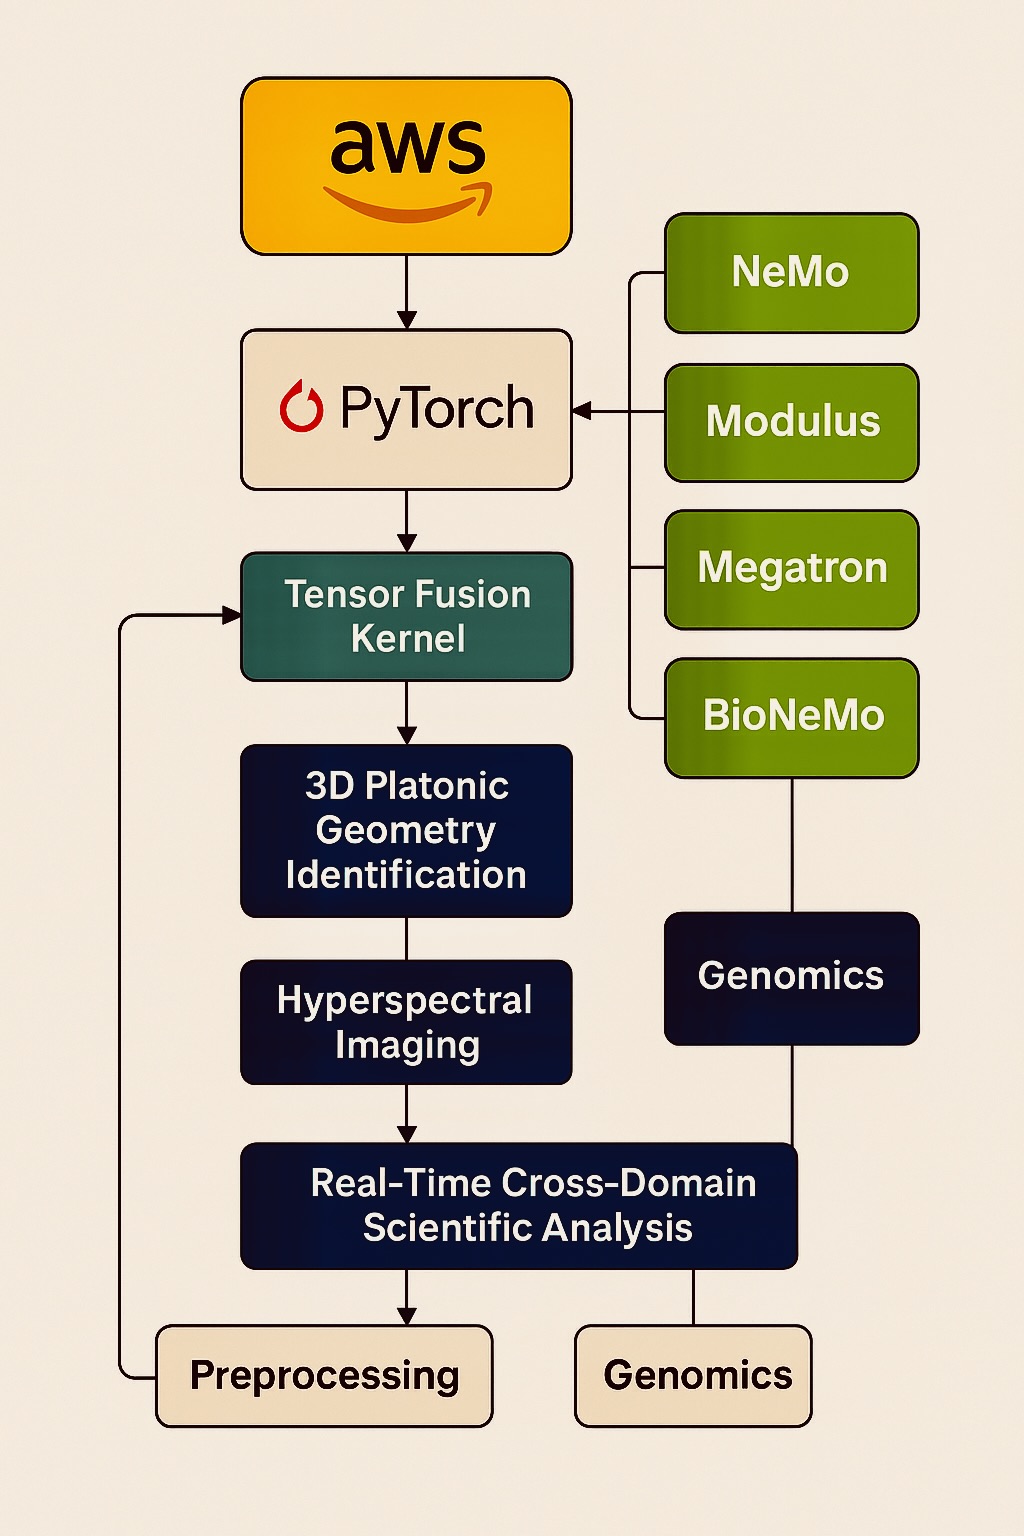 aws
PyTorch
NeMo
Modulus
Megatron
BioNeMo
Tensor Fusion
Kernel
3D Platonic
Geometry
Identification
Hyperspectral
Imaging
Genomics
Real-Time Cross-Domain
Scientific Analysis
Preprocessing
Genomics